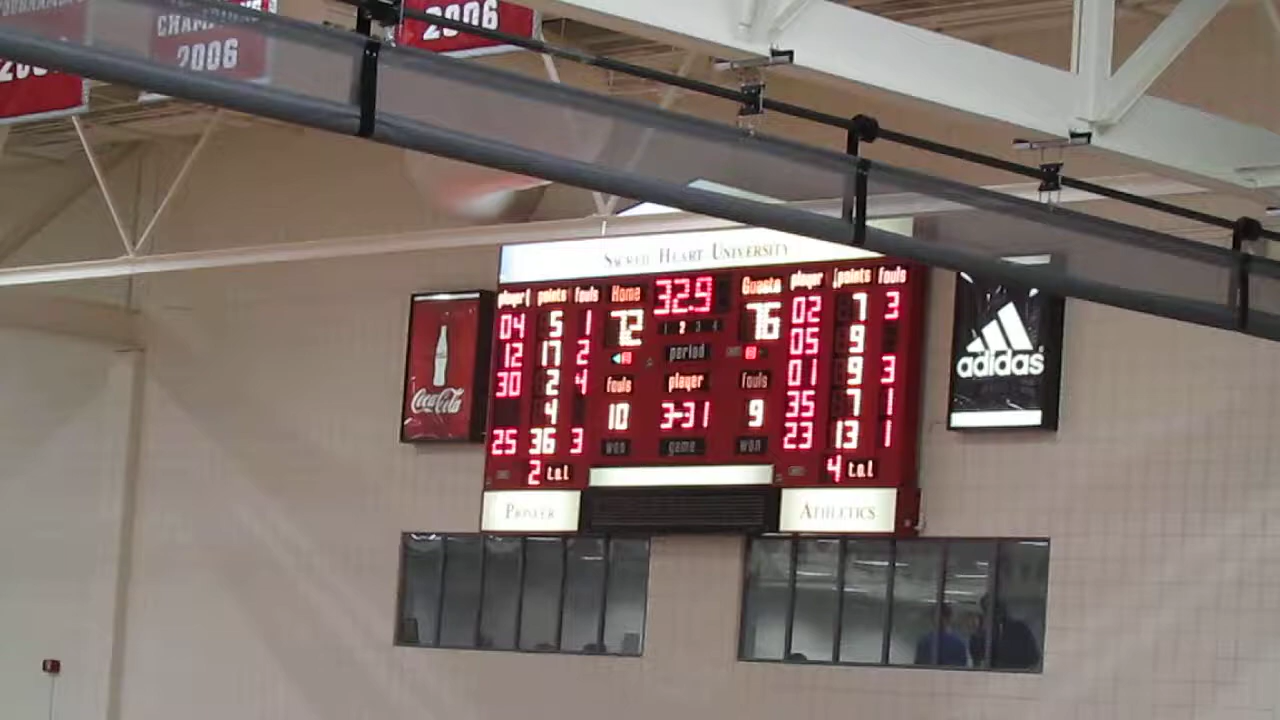 CHAMPIONS
2006
2006
SACRED HEART UNIVERSITY
player points fouls Home 32.9 Guests player points fouls
04 5 1 72 1 2 3 4 76 02 7 3
12 17 2 period 05 9
30 2 4 fouls player fouls 01 9 3
4 10 3-31 9 35 7 1
25 36 3 won game won 23 13 1
2 t.o.l 4 t.o.l
PIONEER ATHLETICS
Coca-Cola
adidas